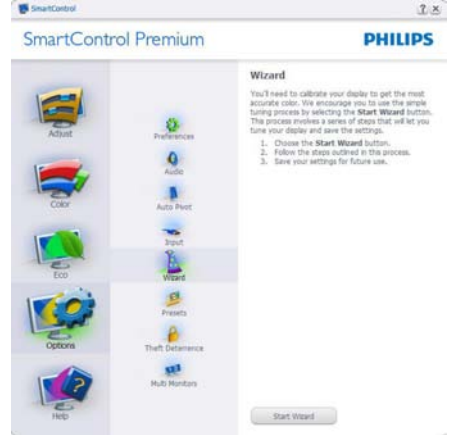 SmartControl
SmartControl Premium
PHILIPS
Adjust
Color
Eco
Options
Help
Preferences
Audio
Auto Pivot
Input
Wizard
Presets
Theft Deterrence
Multi Monitors
Wizard
You'll need to calibrate your display to get the most
accurate color. We encourage you to use the simple
tuning process by selecting the Start Wizard button.
This process involves a series of steps that will let you
tune your display and save the settings.
1. Choose the Start Wizard button.
2. Follow the steps outlined in this process.
3. Save your settings for future use.
Start Wizard